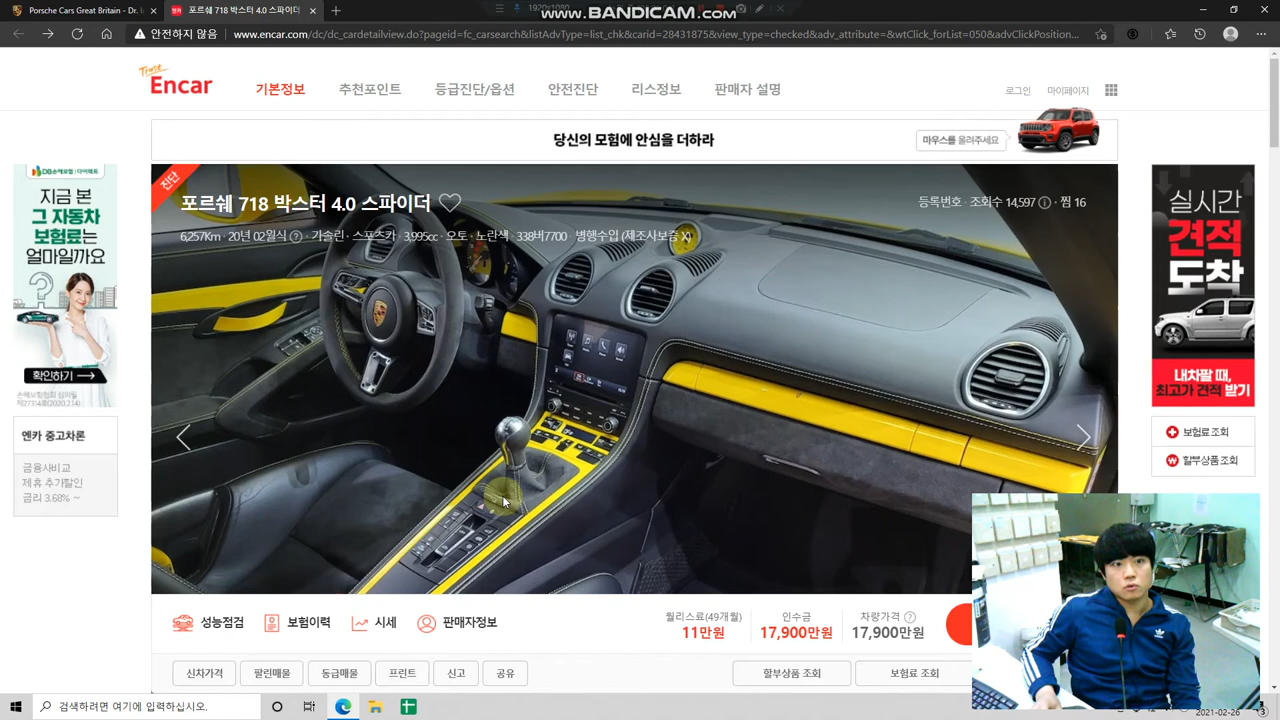 1920x1080
www.BANDICAM.com
Porsche Cars Great Britain - Dr. I
포르쉐 718 박스터 4.0 스파이더
안전하지 않음
www.encar.com/dc/dc_cardetailview.do?pageid=fc_carsearch&listAdvType=list_chk&carid=28431875&view_type=checked&adv_attribute=&wtClick_forList=050&advClickPosition=...
Trust
Encar
기본정보
추천포인트
등급진단/옵션
안전진단
리스정보
판매자 설명
로그인
마이페이지
당신의 모험에 안심을 더하라
마우스를 올려주세요
DB손해보험 다이렉트
지금 본
그 자동차
보험료는
얼마일까요
확인하기
엔카 중고차론
금융사비교
제휴 추가할인
금리 3.68% ~
진단
포르쉐 718 박스터 4.0 스파이더
등록번호 · 조회수 14,597 · 찜 16
6,257Km · 20년 02월식 · 가솔린 · 스포츠카 · 3,995cc · 오토 · 노란색 · 338버7700 병행수입 (제조사보증 X)
실시간
견적
도착
내차팔 때,
최고가 견적 받기
보험료 조회
할부상품 조회
성능점검
보험이력
시세
판매자정보
월리스료(49개월)
11만원
인수금
17,900만원
차량가격
17,900만원
신차가격
팔린매물
동급매물
프린트
신고
공유
할부상품 조회
보험료 조회
adidas
검색하려면 여기에 입력하십시오.
2021-02-26
3